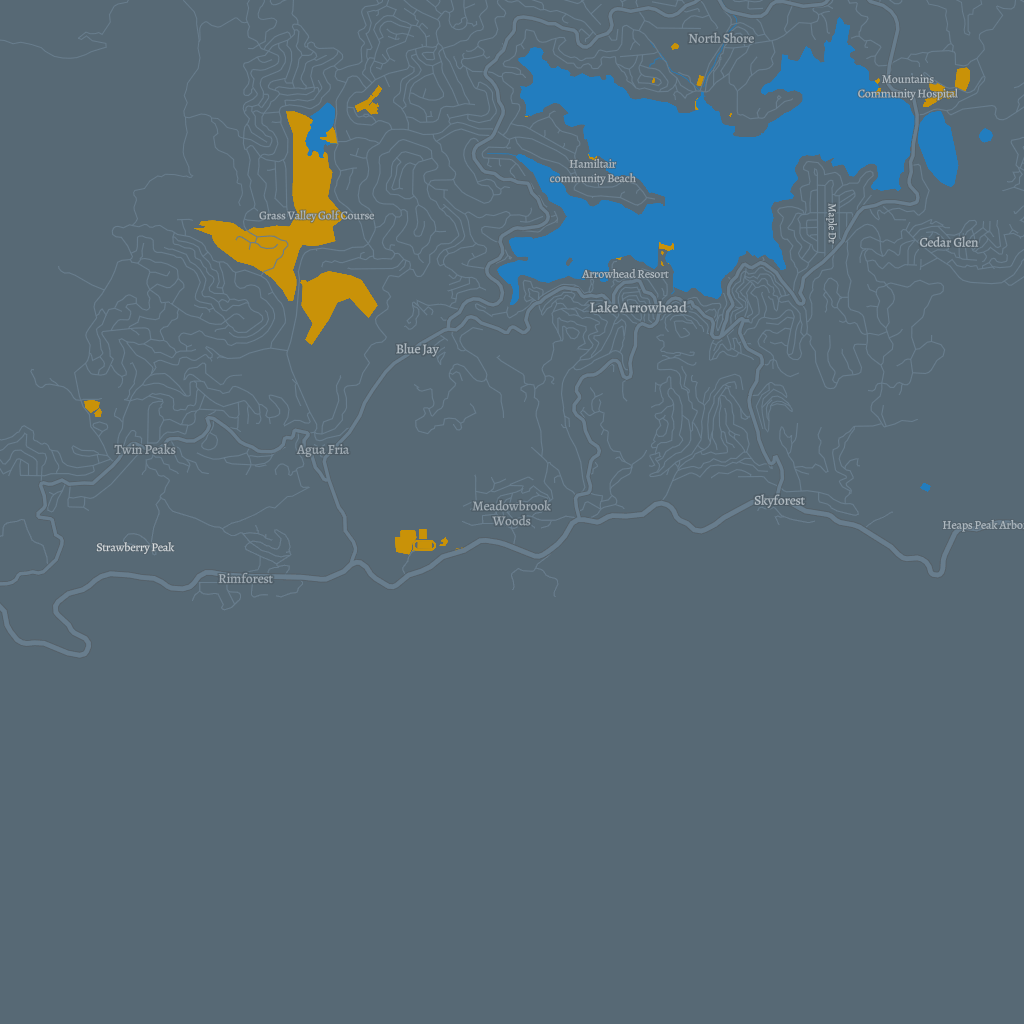 North Shore
Mountains
Community Hospital
Hamiltair
community Beach
Grass Valley Golf Course
Maple Dr
Cedar Glen
Arrowhead Resort
Lake Arrowhead
Blue Jay
Twin Peaks
Agua Fria
Meadowbrook
Woods
Skyforest
Heaps Peak Arbor
Strawberry Peak
Rimforest